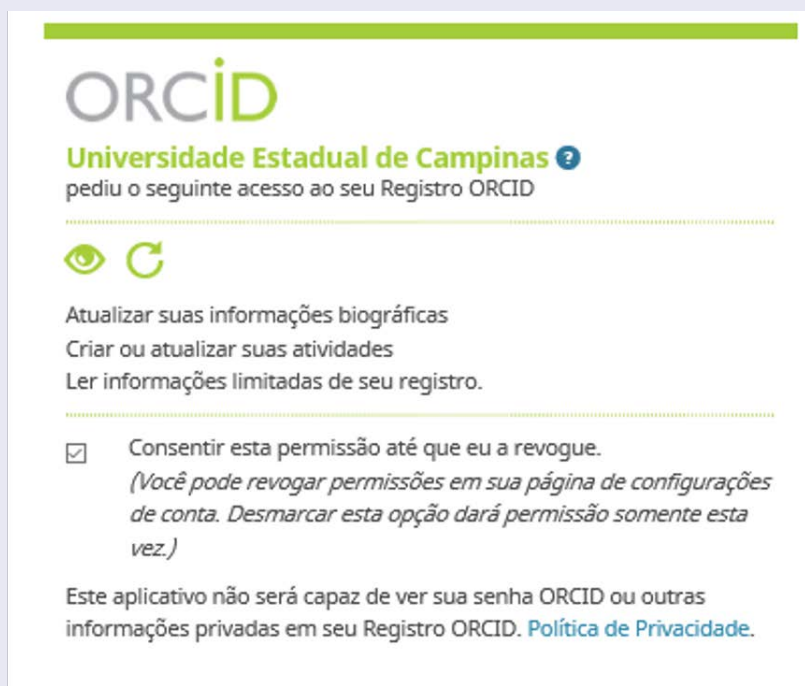 ORCiD
Universidade Estadual de Campinas ?
pediu o seguinte acesso ao seu Registro ORCID
Atualizar suas informações biográficas
Criar ou atualizar suas atividades
Ler informações limitadas de seu registro.
Consentir esta permissão até que eu a revogue.
(Você pode revogar permissões em sua página de configurações
de conta. Desmarcar esta opção dará permissão somente esta
vez.)
Este aplicativo não será capaz de ver sua senha ORCID ou outras
informações privadas em seu Registro ORCID. Política de Privacidade.